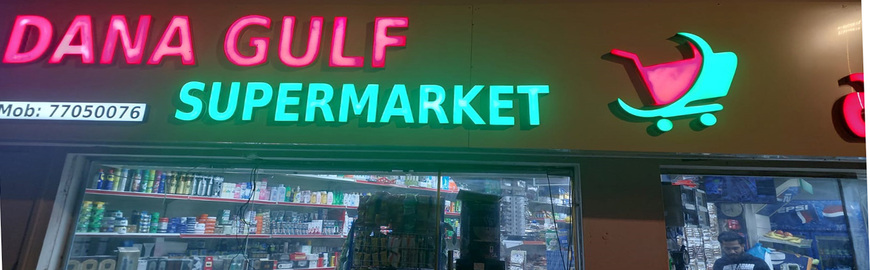 DANA GULF
SUPERMARKET
Mob: 77050076